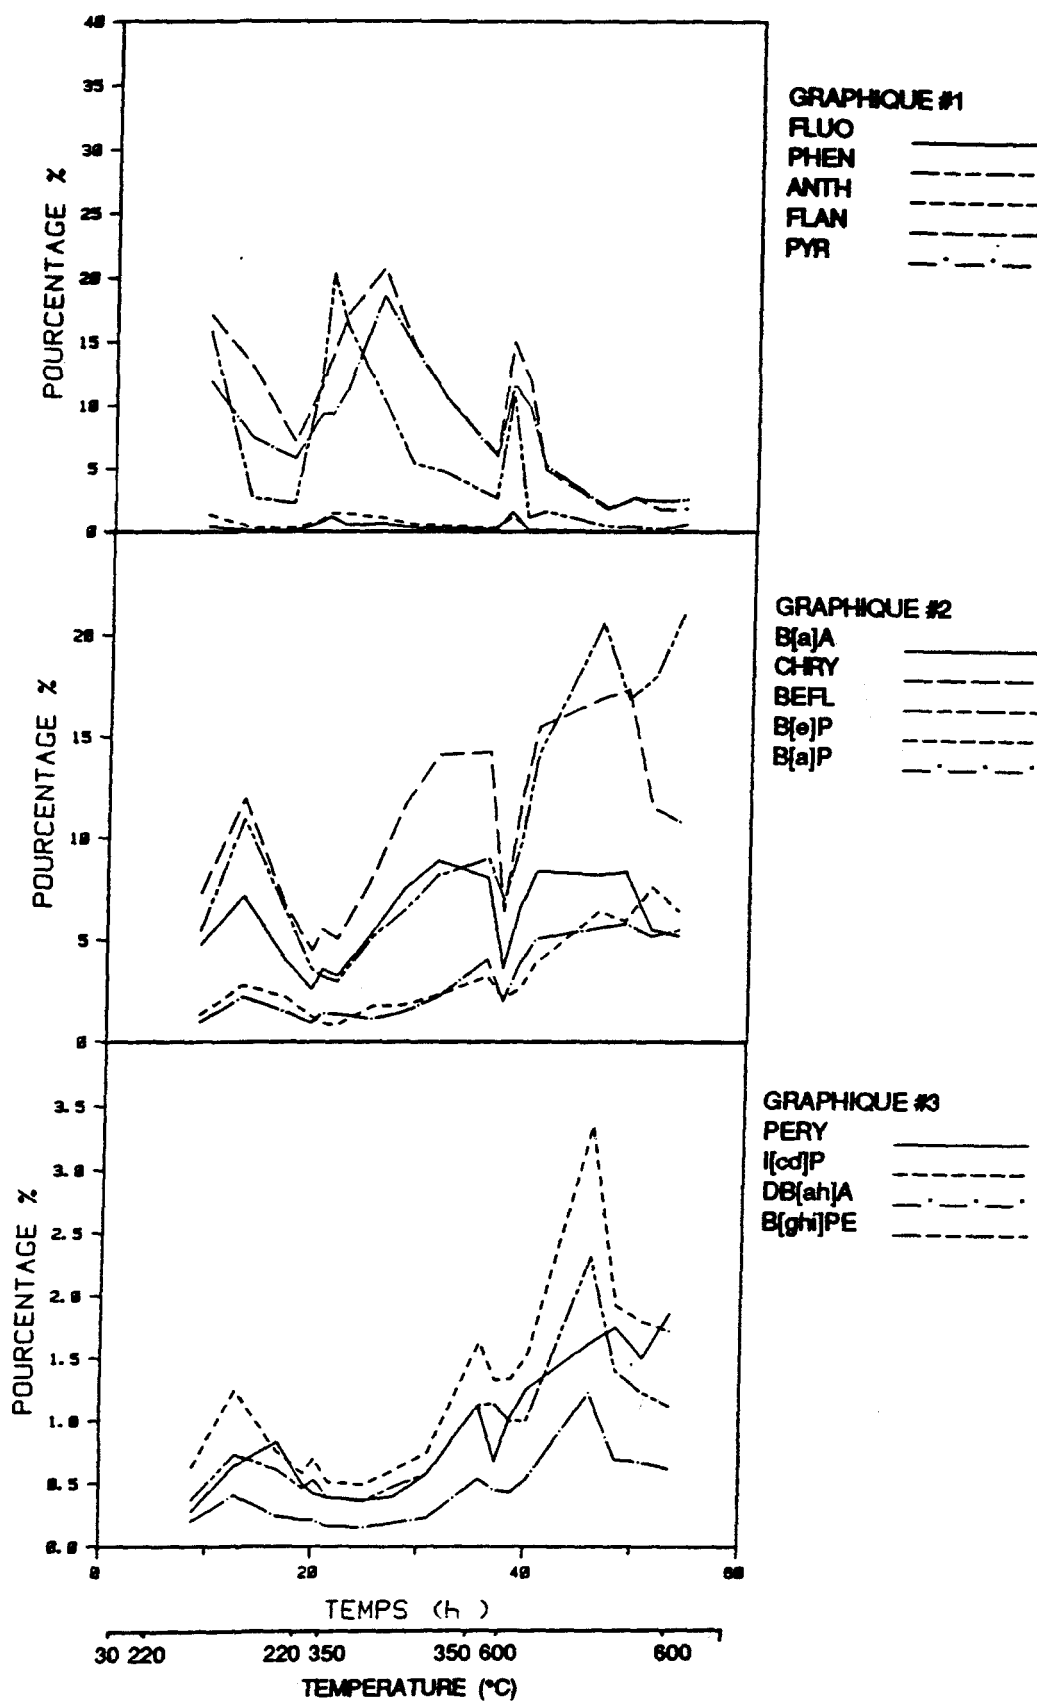 40
35
30
25
20
15
10
5
0
POURCENTAGE %
GRAPHIQUE #1
FLUO
PHEN
ANTH
FLAN
PYR
20
15
10
5
0
POURCENTAGE %
GRAPHIQUE #2
B[a]A
CHRY
BEFL
B[e]P
B[a]P
3.5
3.0
2.5
2.0
1.5
1.0
0.5
0.0
POURCENTAGE %
GRAPHIQUE #3
PERY
I[cd]P
DB[ah]A
B[ghi]PE
0 20 40 60
TEMPS (h)
30 220 220 350 350 600 600
TEMPERATURE (°C)